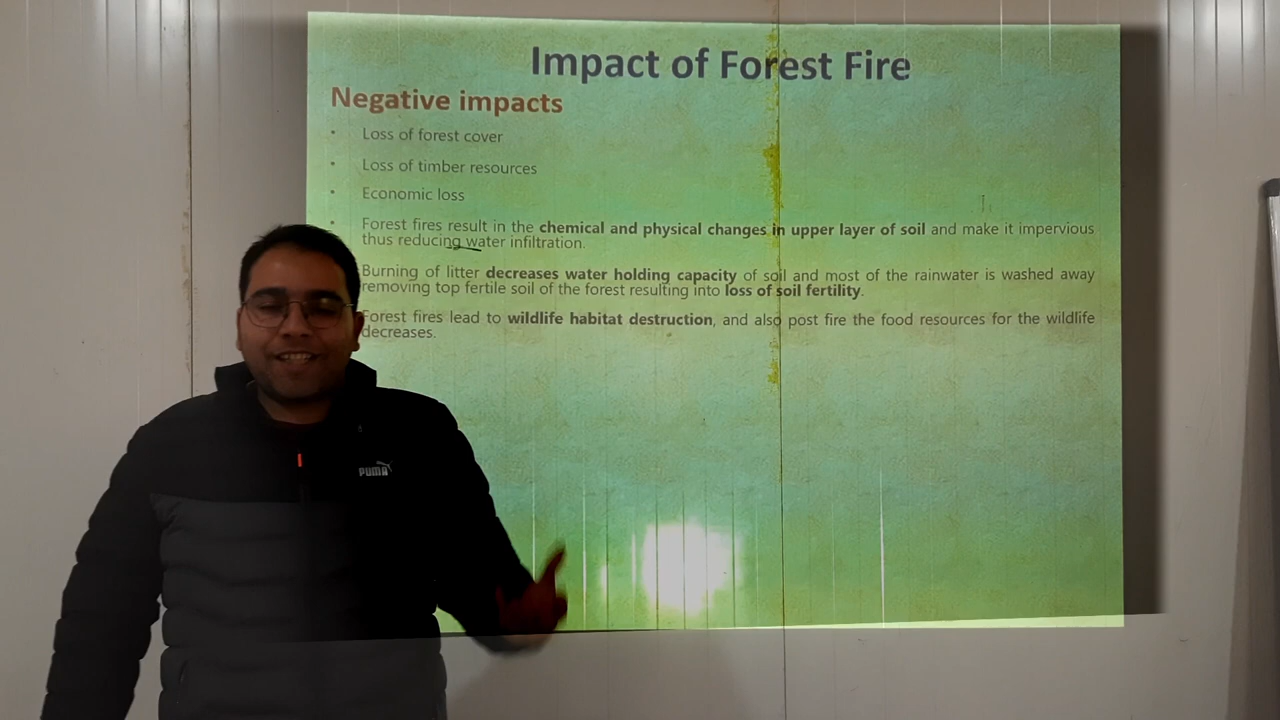 Impact of Forest Fire
Negative impacts
• Loss of forest cover
• Loss of timber resources
• Economic loss
• Forest fires result in the chemical and physical changes in upper layer of soil and make it impervious
thus reducing water infiltration.
Burning of litter decreases water holding capacity of soil and most of the rainwater is washed away
removing top fertile soil of the forest resulting into loss of soil fertility.
Forest fires lead to wildlife habitat destruction, and also post fire the food resources for the wildlife
decreases.
PUMA